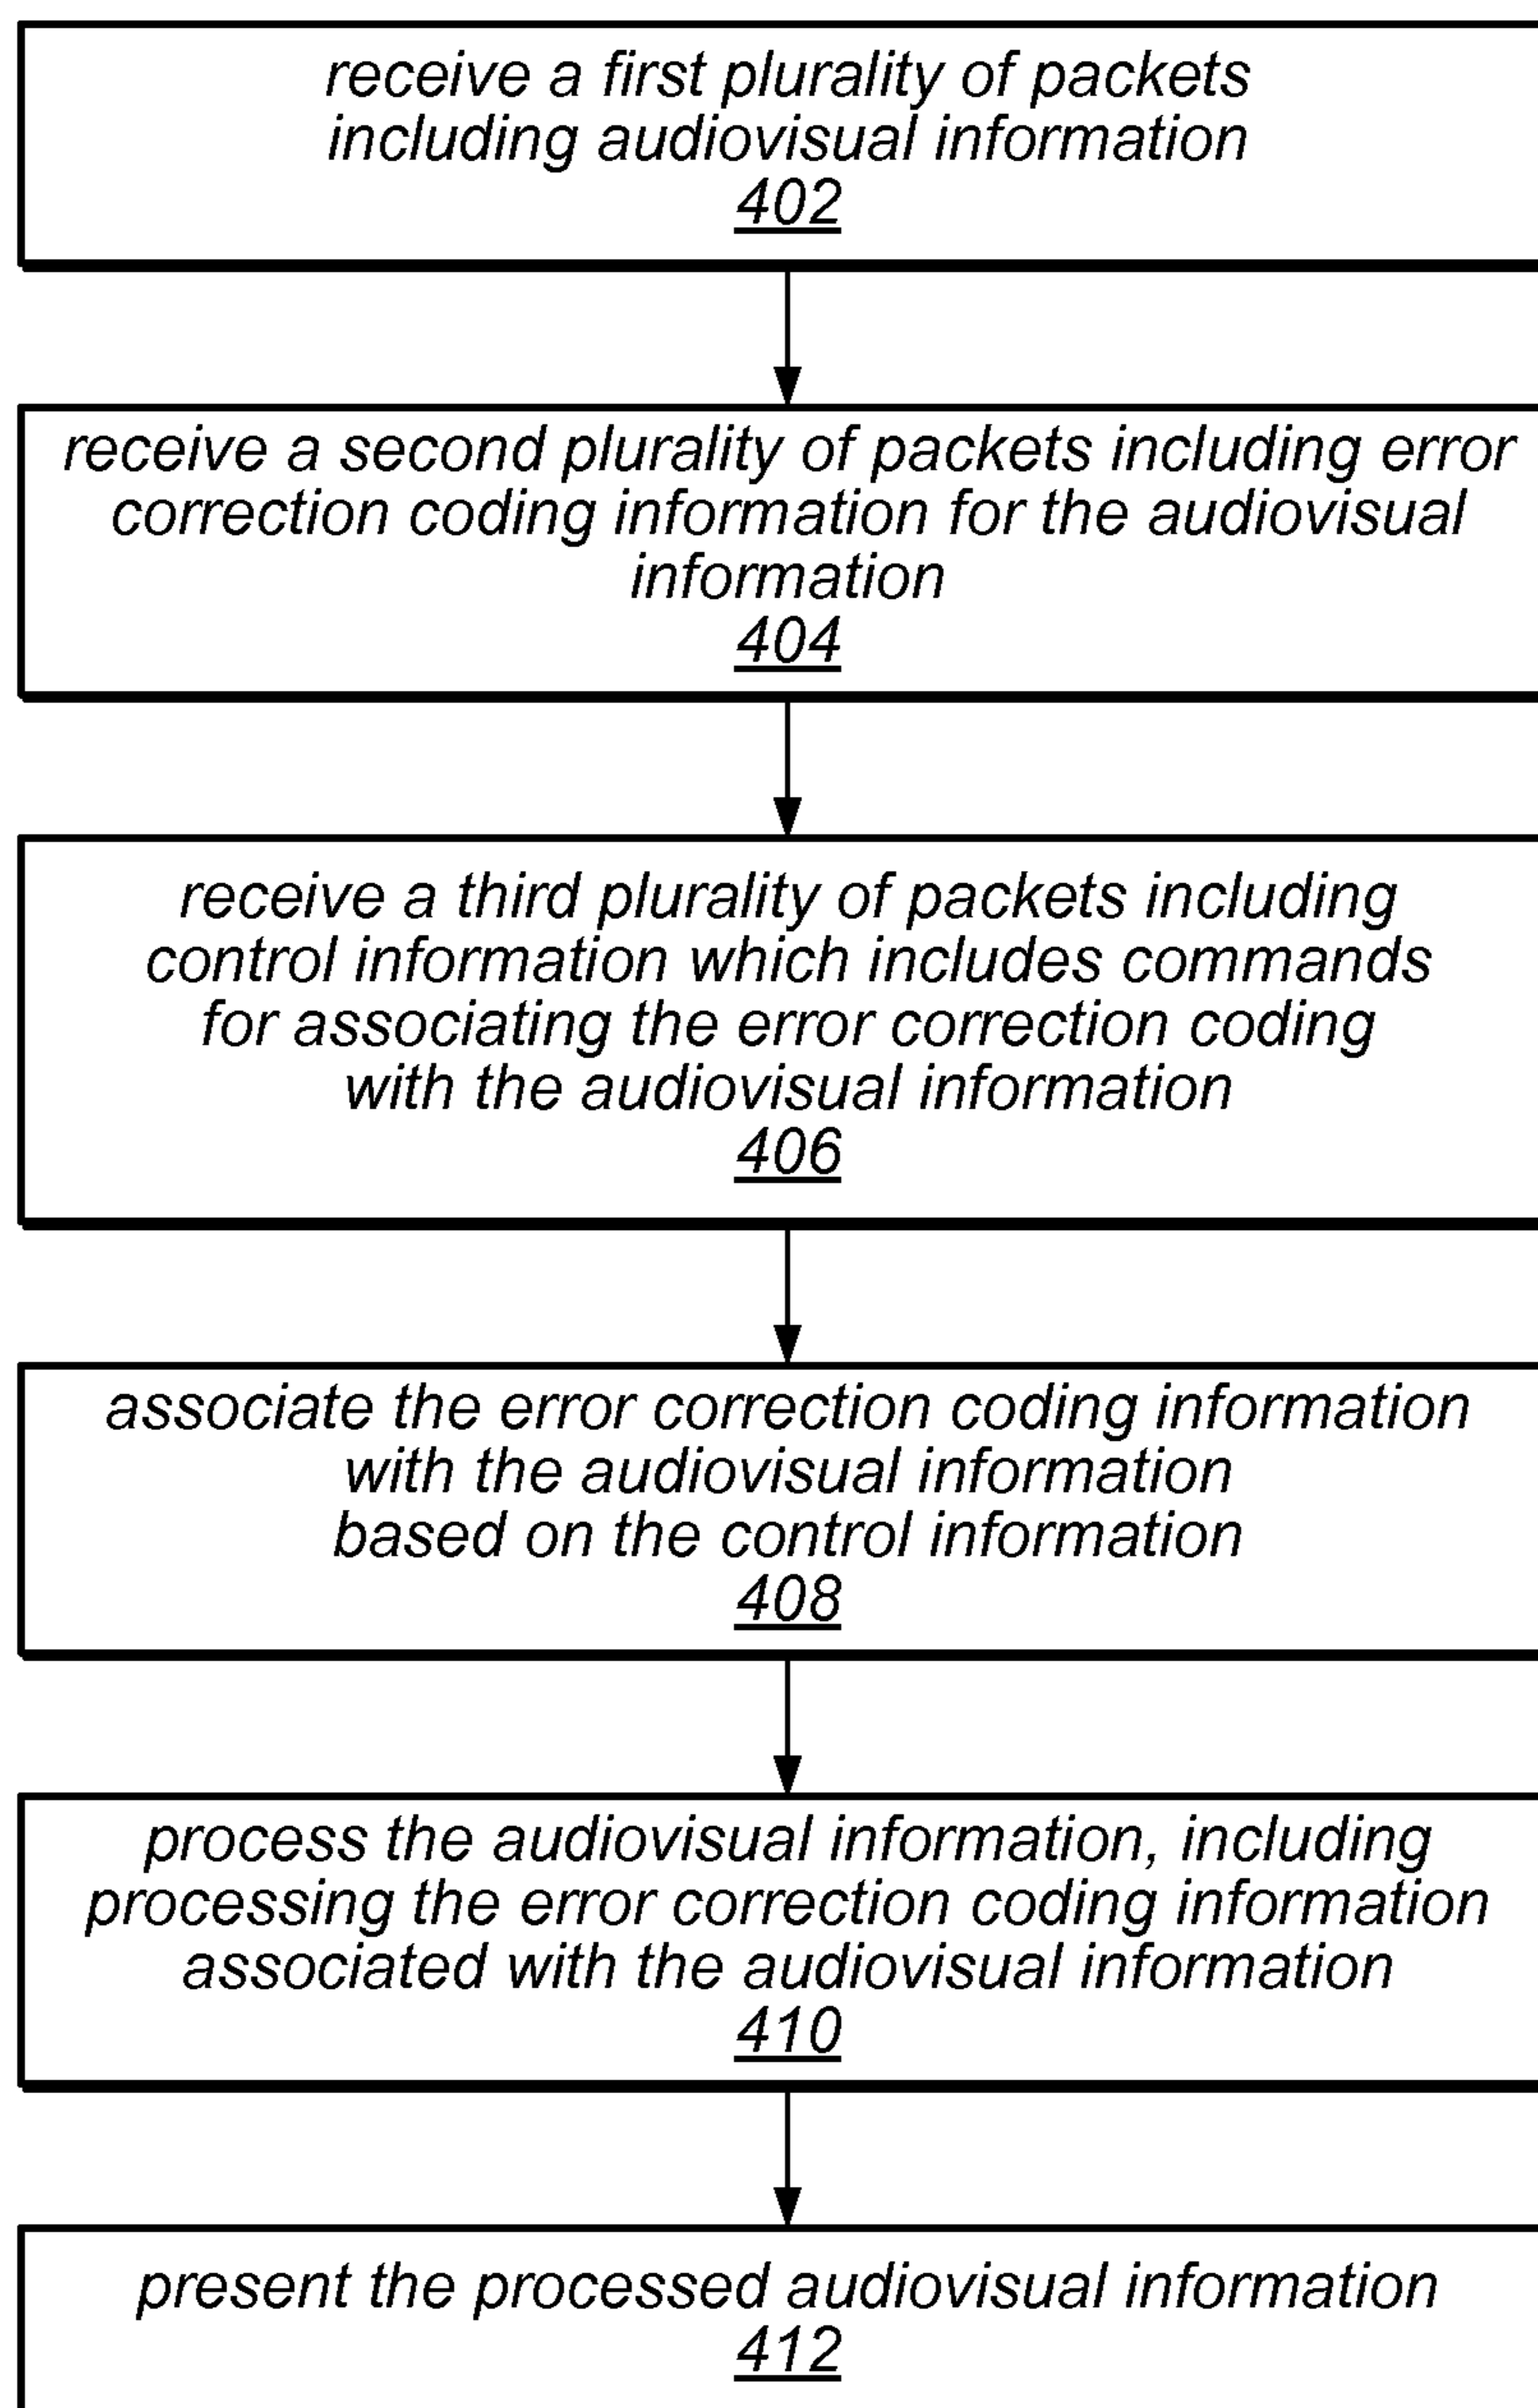 receive a first plurality of packets
including audiovisual information
402
receive a second plurality of packets including error
correction coding information for the audiovisual
information
404
receive a third plurality of packets including
control information which includes commands
for associating the error correction coding
with the audiovisual information
406
associate the error correction coding information
with the audiovisual information
based on the control information
408
process the audiovisual information, including
processing the error correction coding information
associated with the audiovisual information
410
present the processed audiovisual information
412